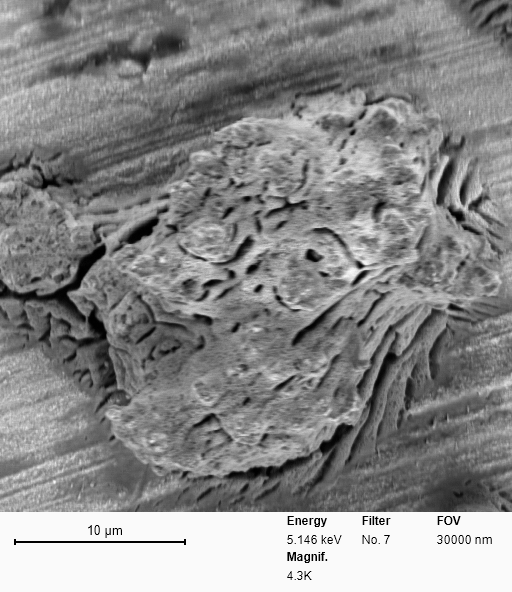 10 µm
Energy Filter FOV
5.146 keV No. 7 30000 nm
Magnif.
4.3K